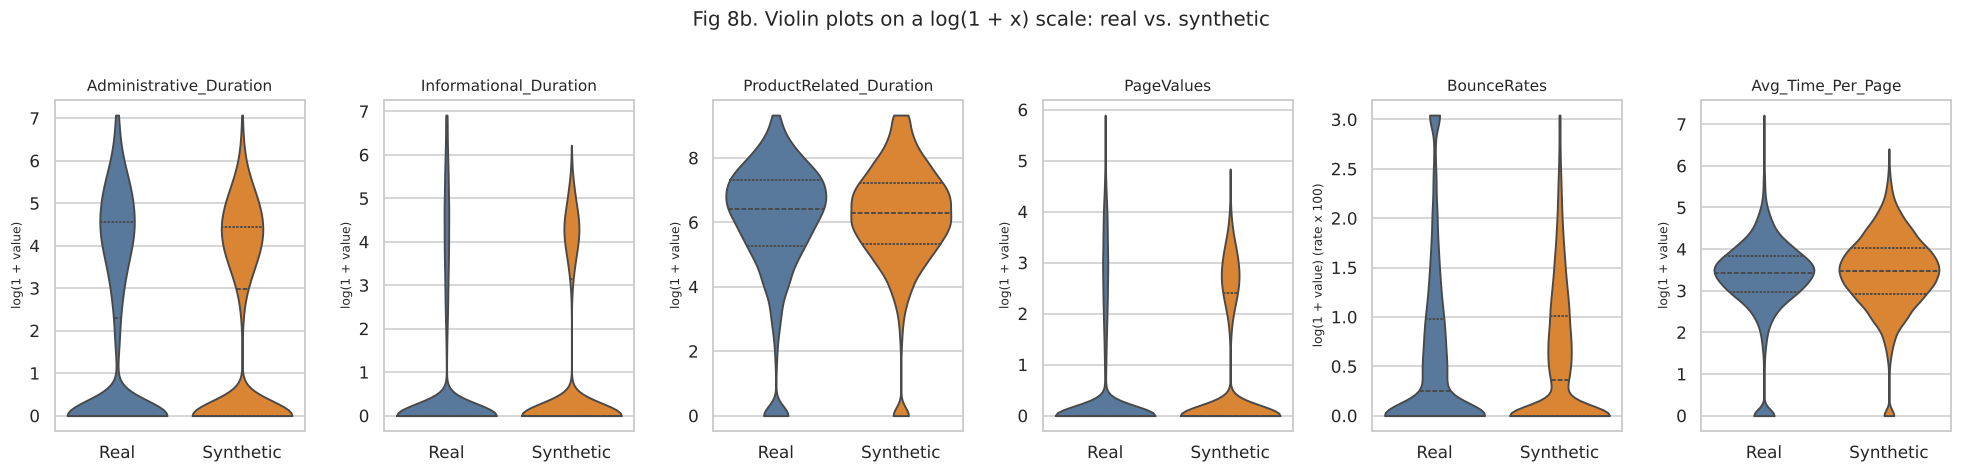 Fig 8b. Violin plots on a log(1 + x) scale: real vs. synthetic
Administrative_Duration
log(1 + value)
7
6
5
4
3
2
1
0
Real Synthetic
Informational_Duration
log(1 + value)
7
6
5
4
3
2
1
0
Real Synthetic
ProductRelated_Duration
log(1 + value)
8
6
4
2
0
Real Synthetic
PageValues
log(1 + value)
6
5
4
3
2
1
0
Real Synthetic
BounceRates
log(1 + value) (rate x 100)
3.0
2.5
2.0
1.5
1.0
0.5
0.0
Real Synthetic
Avg_Time_Per_Page
log(1 + value)
7
6
5
4
3
2
1
0
Real Synthetic